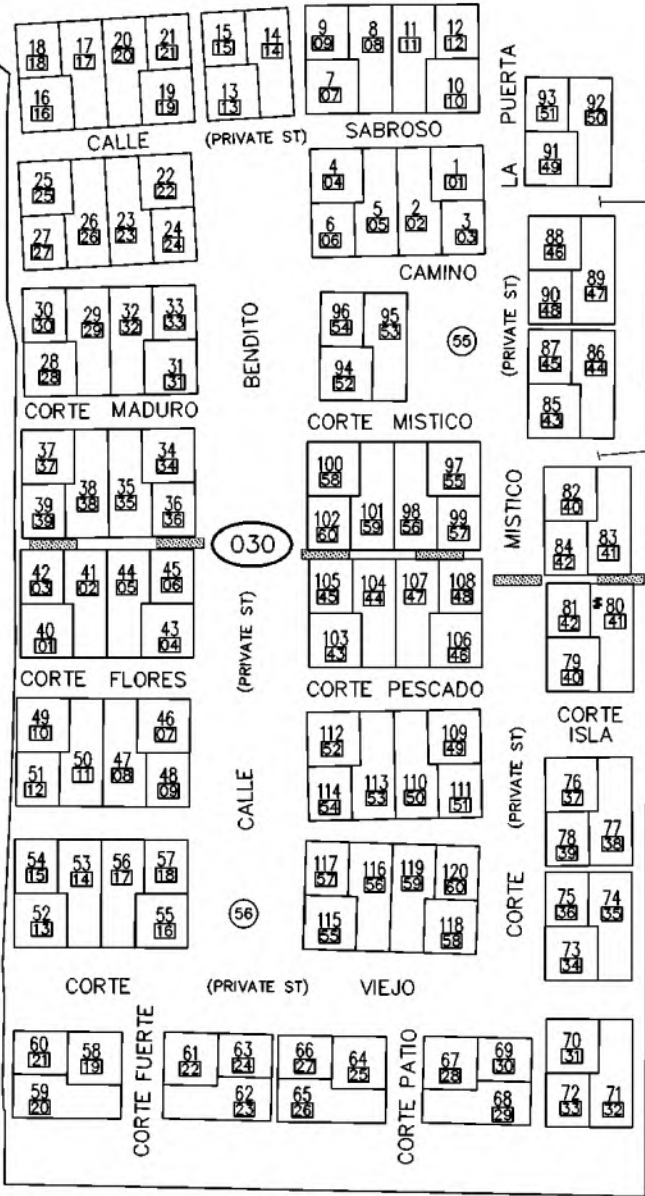 18 17 20 21 15 14 9 8 11 12
18 17 20 21 15 14 09 08 11 12
16 19 13 7 10
16 19 13 07 10
93 92
51 50
91
49
CALLE (PRIVATE ST) SABROSO
LA PUERTA
25 22 4 1
25 22 04 01
26 23 5 2
26 23 05 02
27 24 6 3
27 24 06 03
CAMINO
88 89
46 47
90
48
30 29 32 33 96 95
30 29 32 33 54 53
28 31 94
28 31 52
BENDITO
55
(PRIVATE ST)
87 86
45 44
85
43
CORTE MADURO CORTE MISTICO
37 34 100 97
37 34 58 55
38 35 101 98
38 35 59 56
39 36 102 99
39 36 60 57
MISTICO
82 83
40 41
84
42
030
42 41 44 45 105 104 107 108
03 02 05 06 45 44 47 48
40 43 103 106
01 04 43 46
81 80
42 41
79
40
(PRIVATE ST)
CORTE FLORES CORTE PESCADO
CORTE
ISLA
49 46 112 109
10 07 52 49
50 47 113 110
11 08 53 50
51 48 114 111
12 09 54 51
CALLE
(PRIVATE ST)
76 77
37 38
78
39
54 53 56 57 117 116 119 120
15 14 17 18 57 56 59 60
52 55 115 118
13 16 55 58
56
CORTE
75 74
36 35
73
34
CORTE (PRIVATE ST) VIEJO
60 58 61 63 66 64 67 69 70
21 19 22 24 27 25 28 30 31
59 62 65 68 72 71
20 23 26 29 33 32
CORTE FUERTE
CORTE PATIO